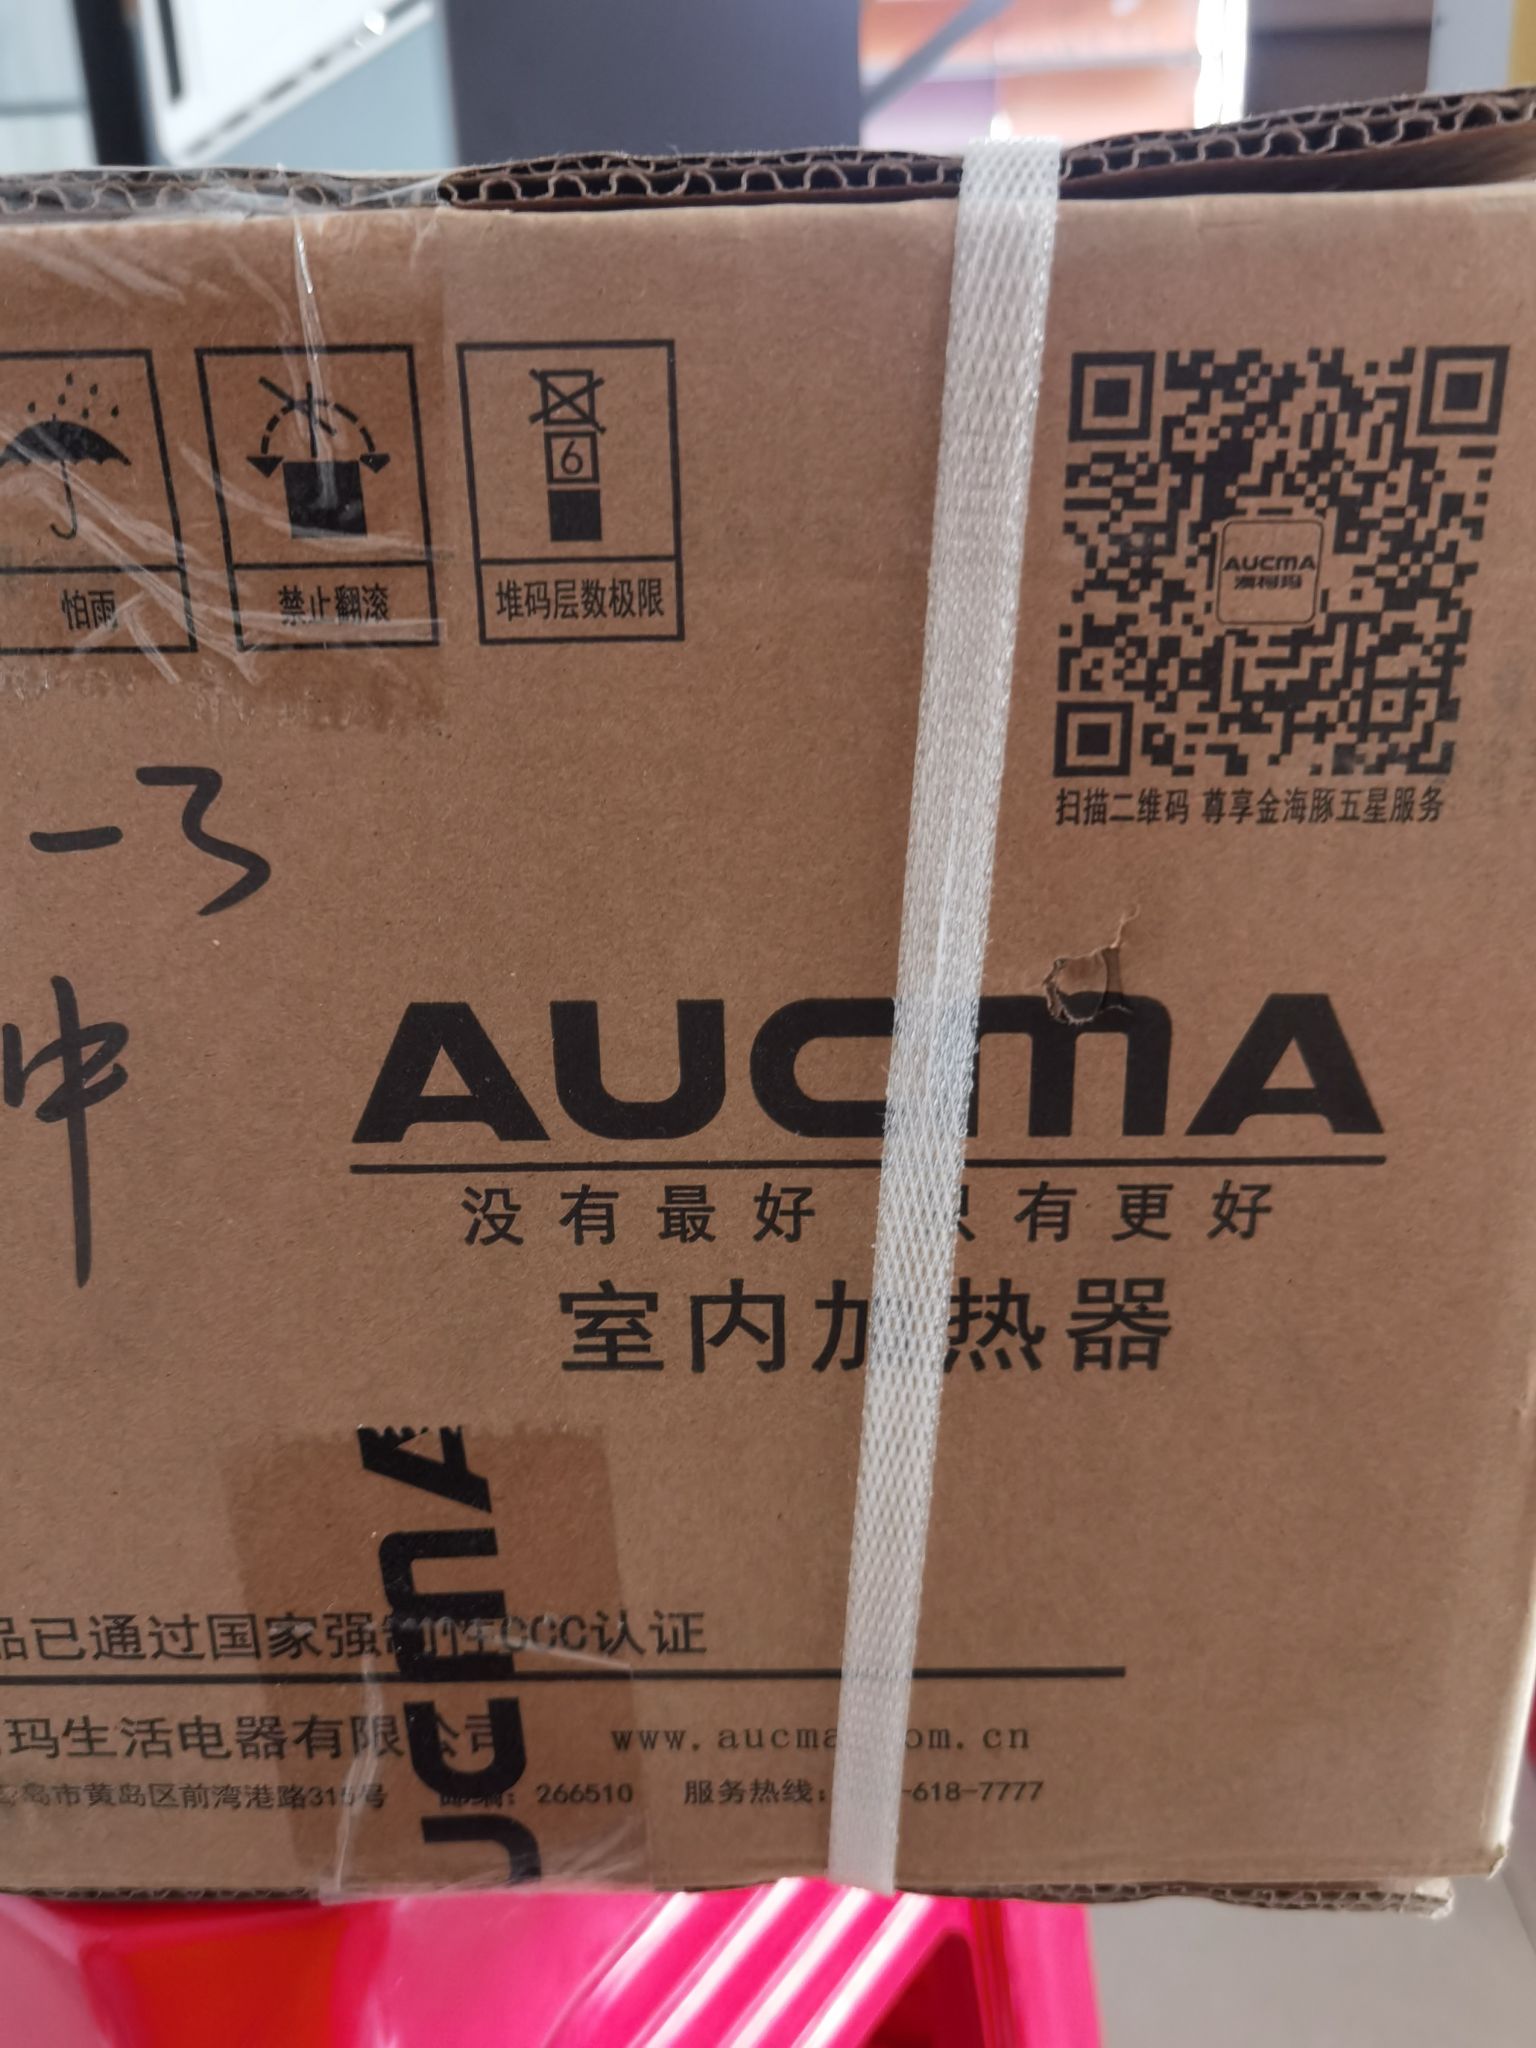 6
怕雨
禁止翻滚
堆码层数极限
AUCMA
澳柯玛
扫描二维码 尊享金海豚五星服务
AUCMA
没有最好 只有更好
室内加热器
UCMA
品已通过国家强制性CCC认证
玛生活电器有限公司 www.aucma.com.cn
岛市黄岛区前湾港路315号 邮编: 266510 服务热线: -618-7777